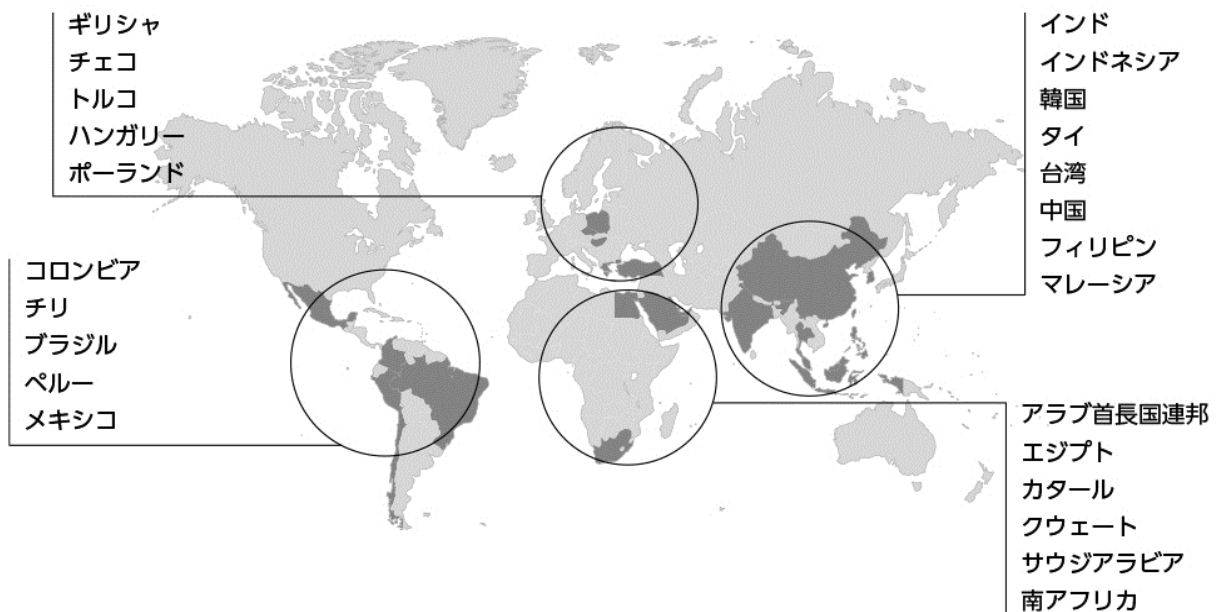 ギリシャ
チェコ
トルコ
ハンガリー
ポーランド
インド
インドネシア
韓国
タイ
台湾
中国
フィリピン
マレーシア
コロンビア
チリ
ブラジル
ペルー
メキシコ
アラブ首長国連邦
エジプト
カタール
クウェート
サウジアラビア
南アフリカ